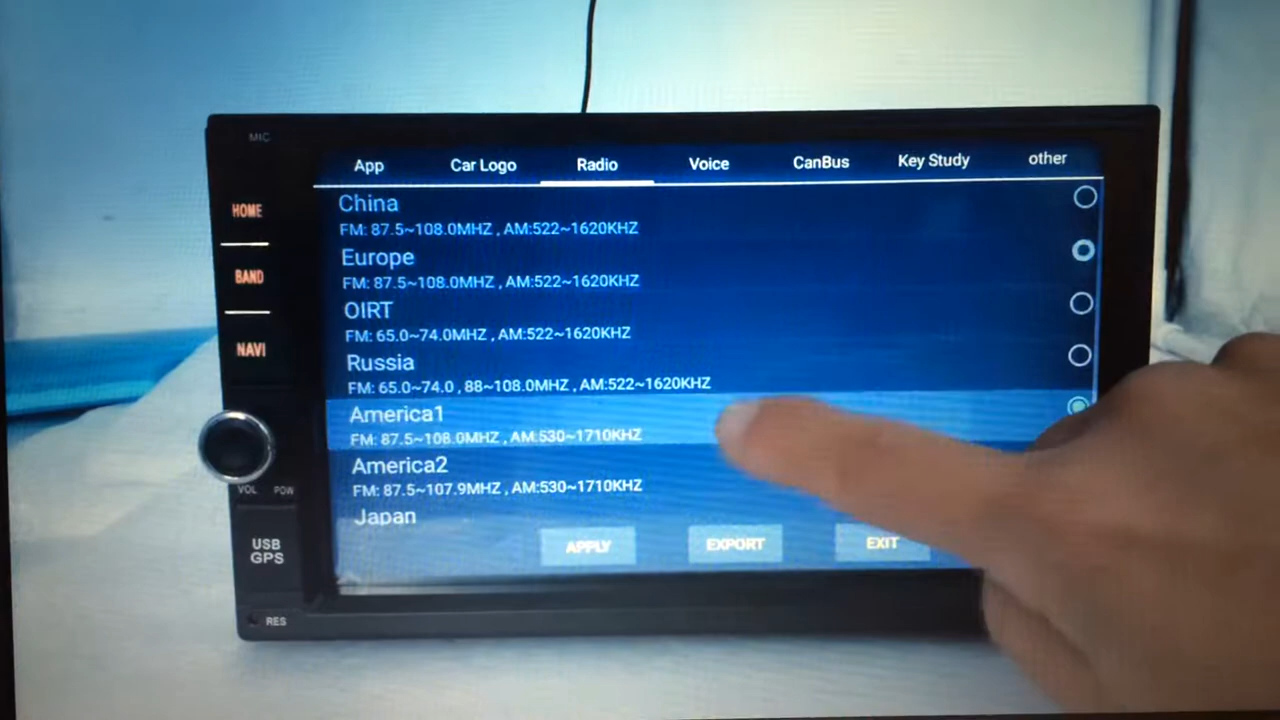 MIC
App Car Logo Radio Voice CanBus Key Study other
HOME
BAND
NAVI
VOL POW
USB
GPS
RES
China
FM: 87.5~108.0MHZ , AM:522~1620KHZ
Europe
FM: 87.5~108.0MHZ , AM:522~1620KHZ
OIRT
FM: 65.0~74.0MHZ , AM:522~1620KHZ
Russia
FM: 65.0~74.0 , 88~108.0MHZ , AM:522~1620KHZ
America1
FM: 87.5~108.0MHZ , AM:530~1710KHZ
America2
FM: 87.5~107.9MHZ , AM:530~1710KHZ
Japan
APPLY EXPORT EXIT